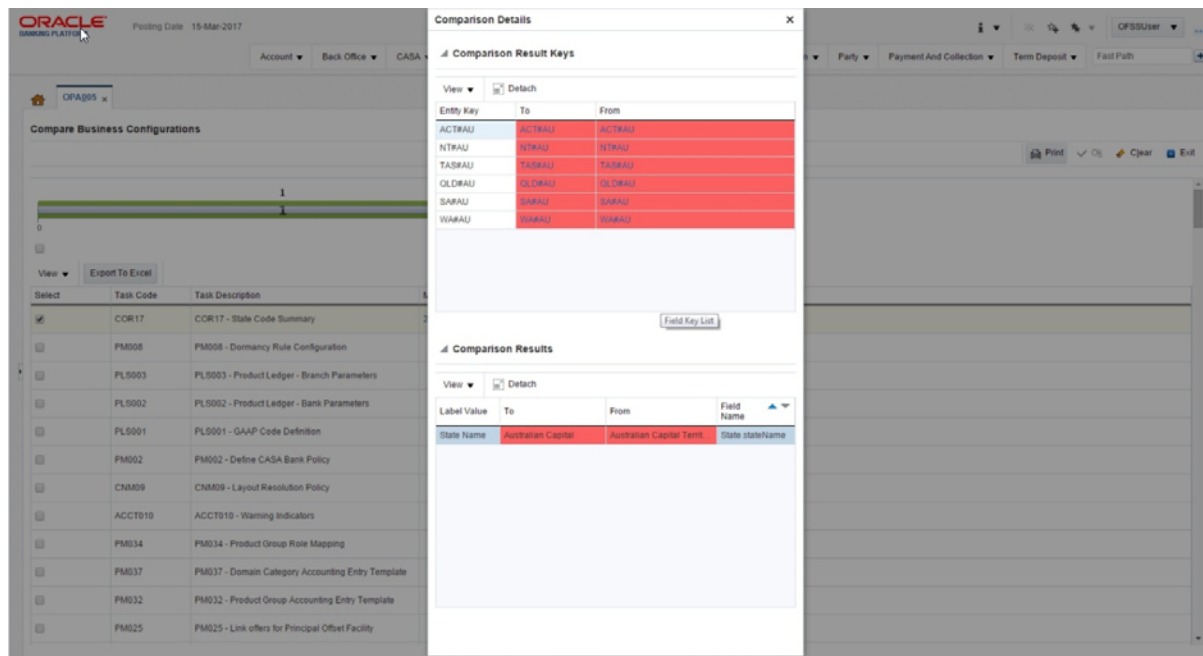 ORACLE
BANKING PLATFORM
Posting Date 15-Mar-2017
OFSSUser
Account Back Office CASA
Party Payment And Collection Term Deposit Fast Path
OPA005 x
Compare Business Configurations
Print Ok Clear Exit
1
1
0
View Export To Excel
Select Task Code Task Description
COR17 COR17 - State Code Summary 2
PM008 PM008 - Dormancy Rule Configuration
PLS003 PLS003 - Product Ledger - Branch Parameters
PLS002 PLS002 - Product Ledger - Bank Parameters
PLS001 PLS001 - GAAP Code Definition
PM002 PM002 - Define CASA Bank Policy
CNM09 CNM09 - Layout Resolution Policy
ACCT010 ACCT010 - Warning Indicators
PM034 PM034 - Product Group Role Mapping
PM037 PM037 - Domain Category Accounting Entry Template
PM032 PM032 - Product Group Accounting Entry Template
PM025 PM025 - Link offers for Principal Offset Facility
Comparison Details x
Comparison Result Keys
View Detach
Entity Key To From
ACT#AU ACT#AU ACT#AU
NT#AU NT#AU NT#AU
TAS#AU TAS#AU TAS#AU
QLD#AU QLD#AU QLD#AU
SA#AU SA#AU SA#AU
WA#AU WA#AU WA#AU
Field Key List
Comparison Results
View Detach
Label Value To From Field Name
State Name Australian Capital Australian Capital Territ... State stateName